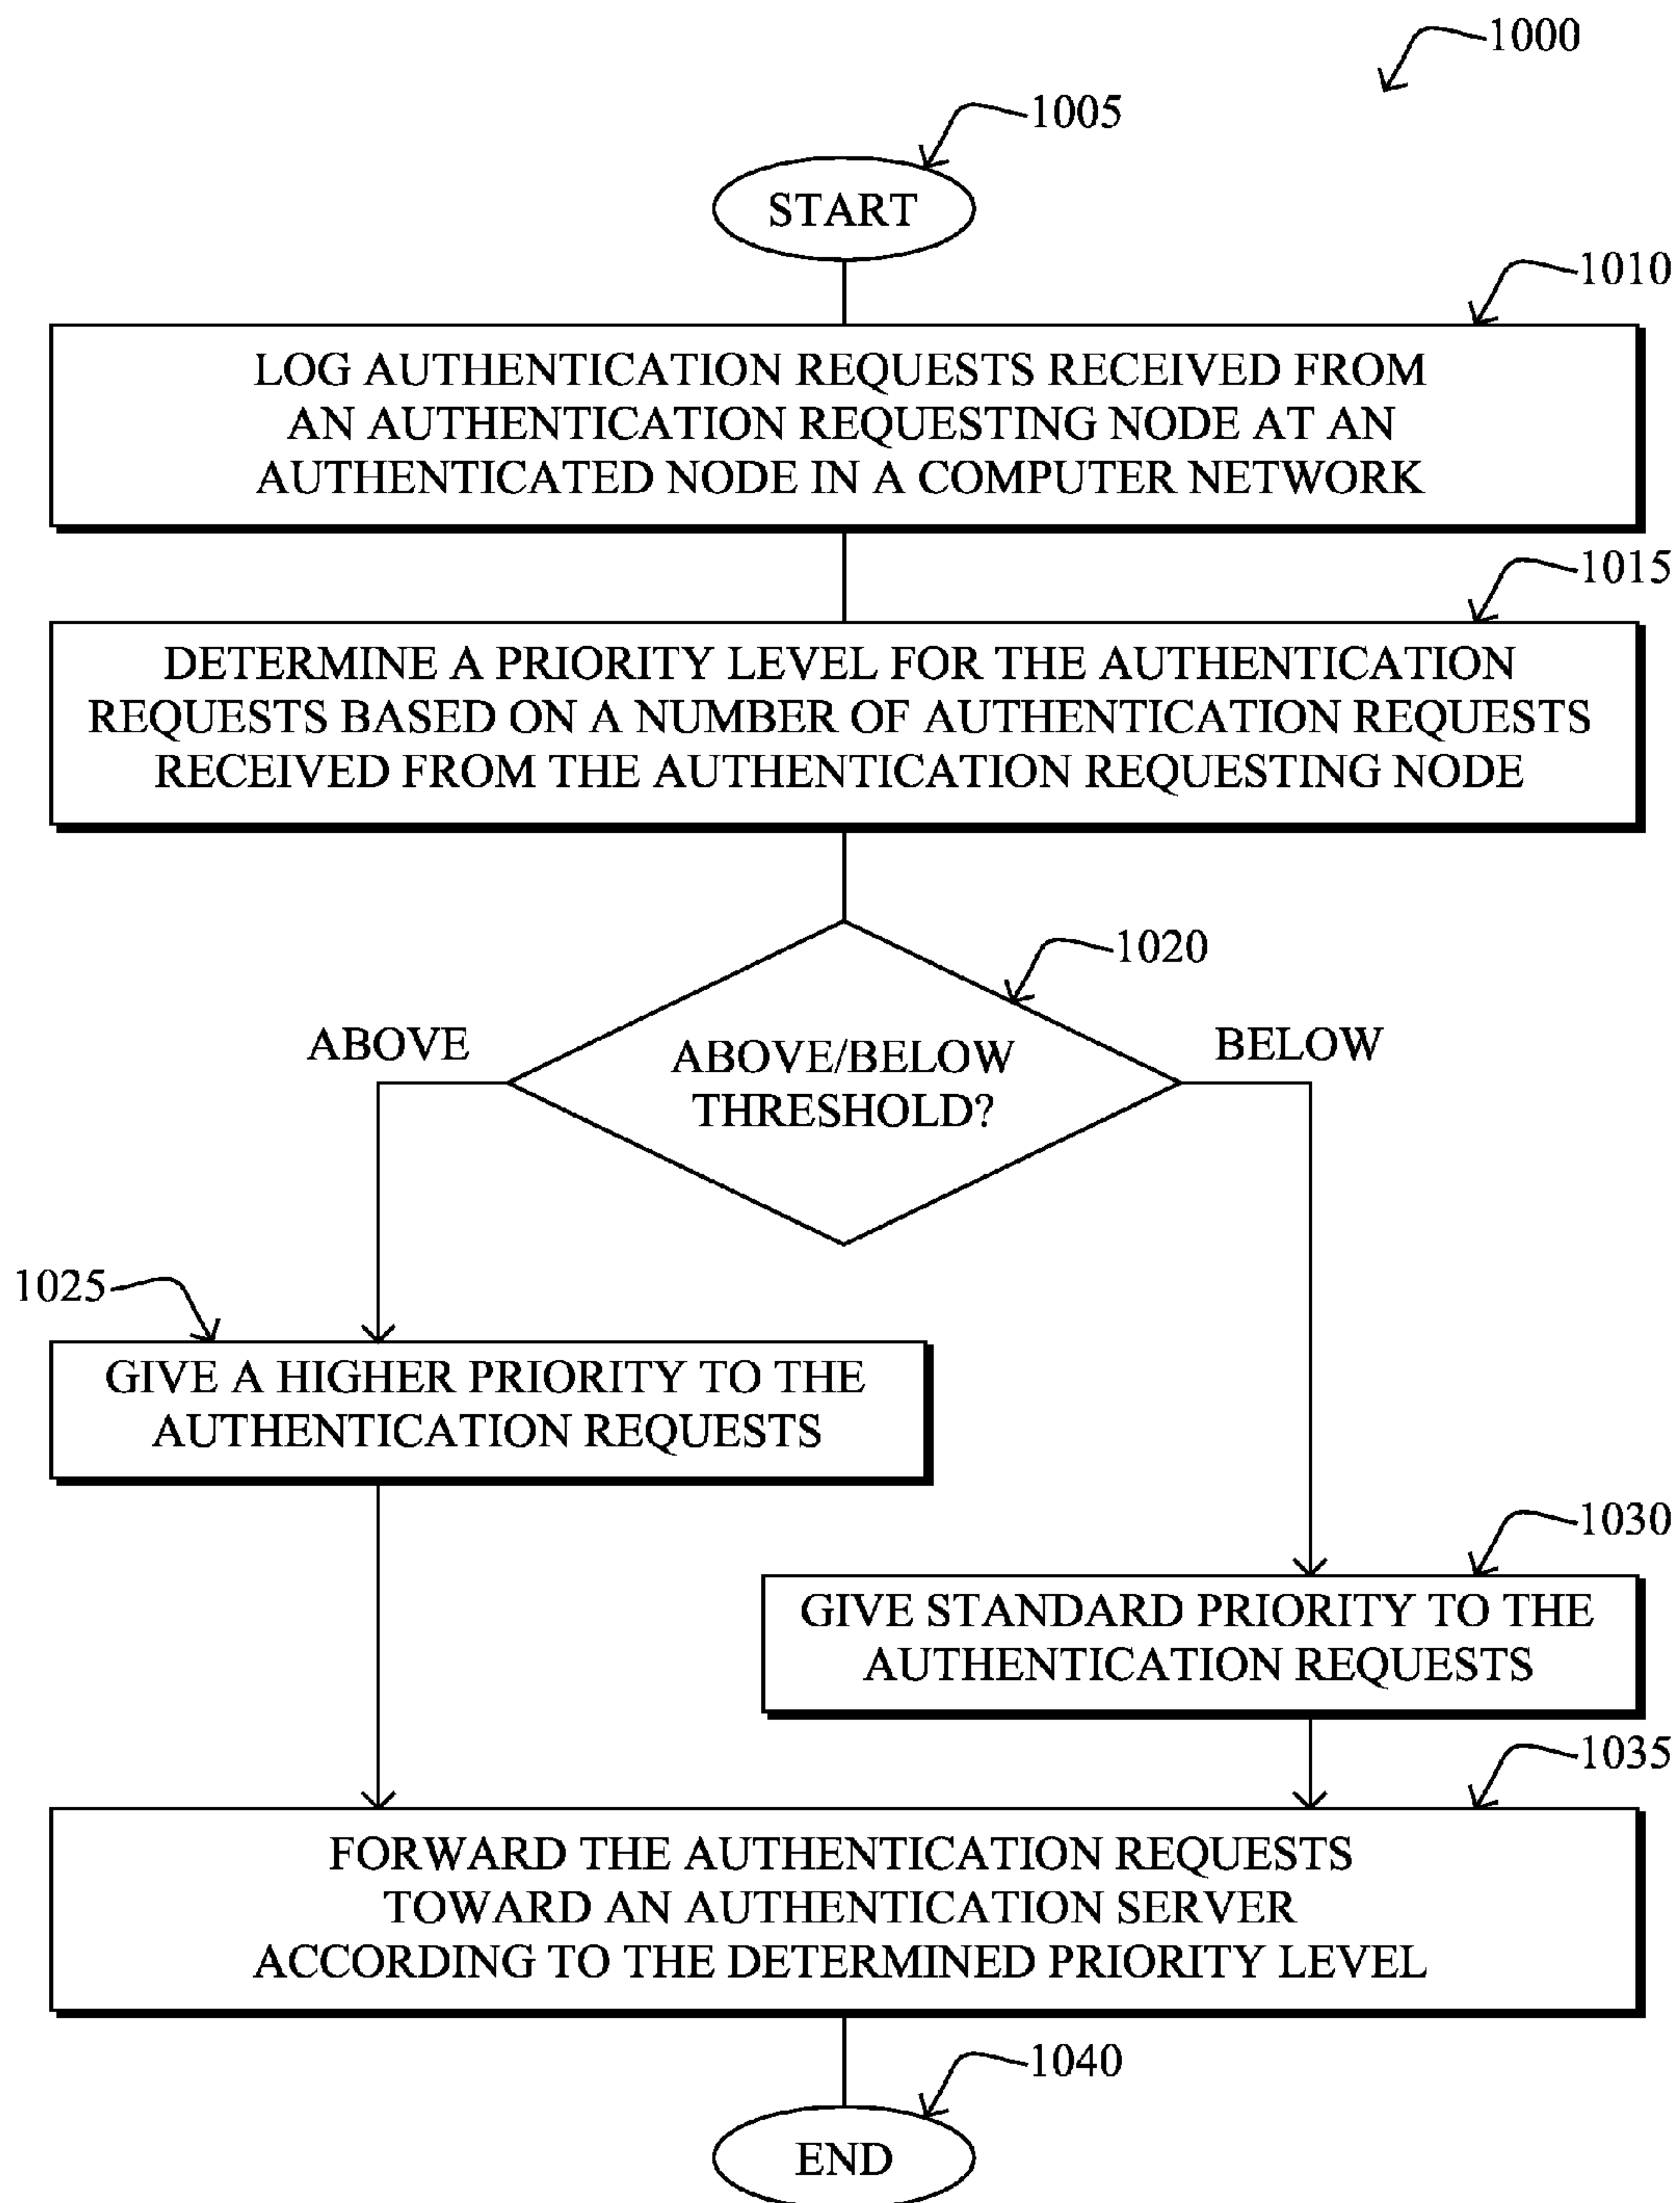 1000
1005
START
1010
LOG AUTHENTICATION REQUESTS RECEIVED FROM
AN AUTHENTICATION REQUESTING NODE AT AN
AUTHENTICATED NODE IN A COMPUTER NETWORK
1015
DETERMINE A PRIORITY LEVEL FOR THE AUTHENTICATION
REQUESTS BASED ON A NUMBER OF AUTHENTICATION REQUESTS
RECEIVED FROM THE AUTHENTICATION REQUESTING NODE
1020
ABOVE
BELOW
ABOVE/BELOW
THRESHOLD?
1025
GIVE A HIGHER PRIORITY TO THE
AUTHENTICATION REQUESTS
1030
GIVE STANDARD PRIORITY TO THE
AUTHENTICATION REQUESTS
1035
FORWARD THE AUTHENTICATION REQUESTS
TOWARD AN AUTHENTICATION SERVER
ACCORDING TO THE DETERMINED PRIORITY LEVEL
1040
END